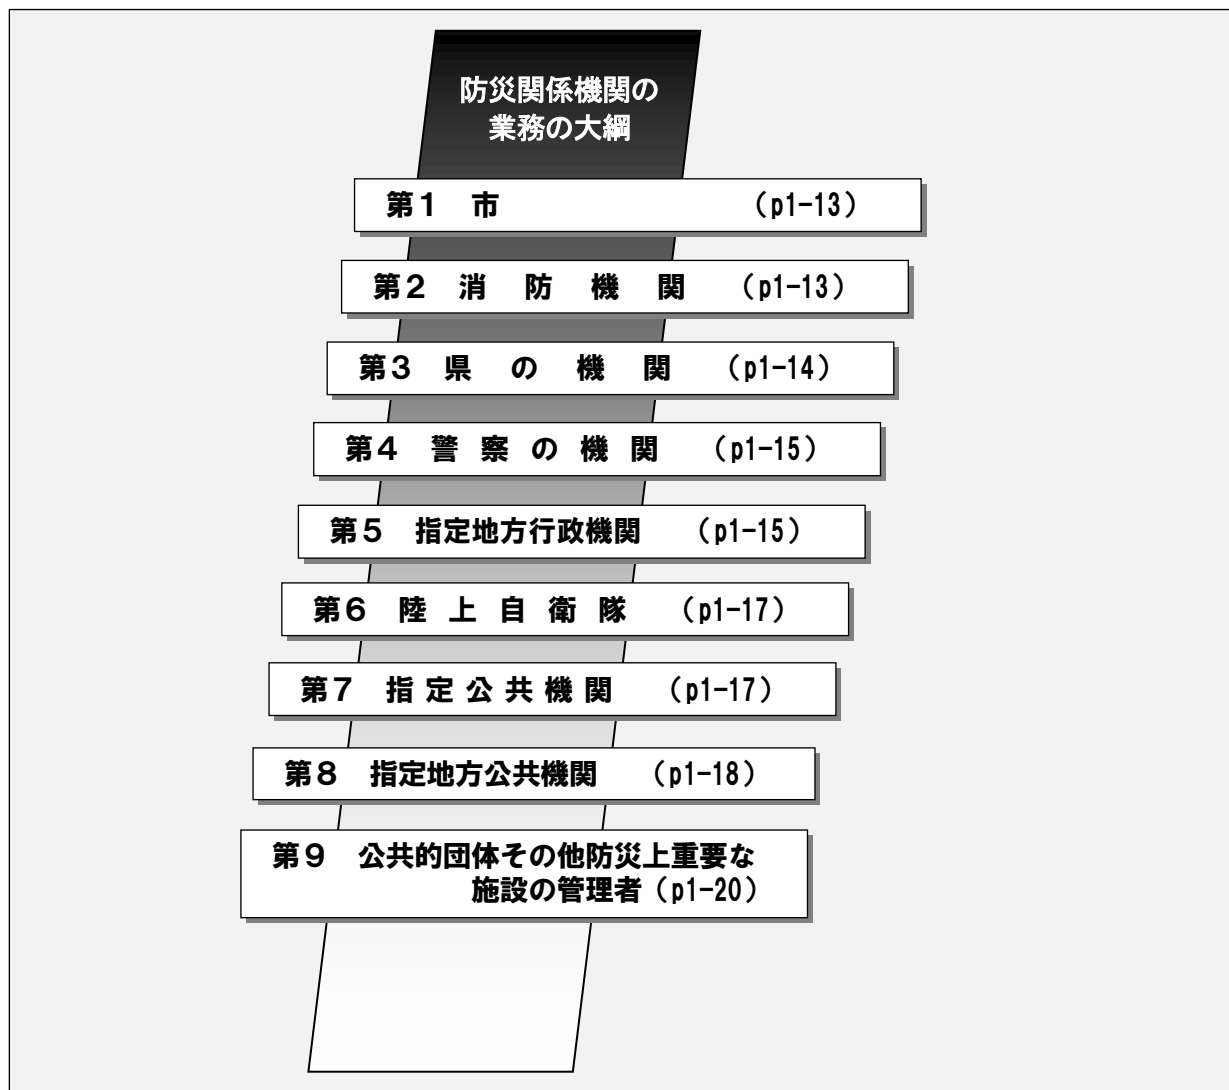 防災関係機関の
業務の大綱
第１　市　（p1-13）
第２　消防機関　（p1-13）
第３　県の機関　（p1-14）
第４　警察の機関　（p1-15）
第５　指定地方行政機関　（p1-15）
第６　陸上自衛隊　（p1-17）
第７　指定公共機関　（p1-17）
第８　指定地方公共機関　（p1-18）
第９　公共的団体その他防災上重要な
施設の管理者（p1-20）